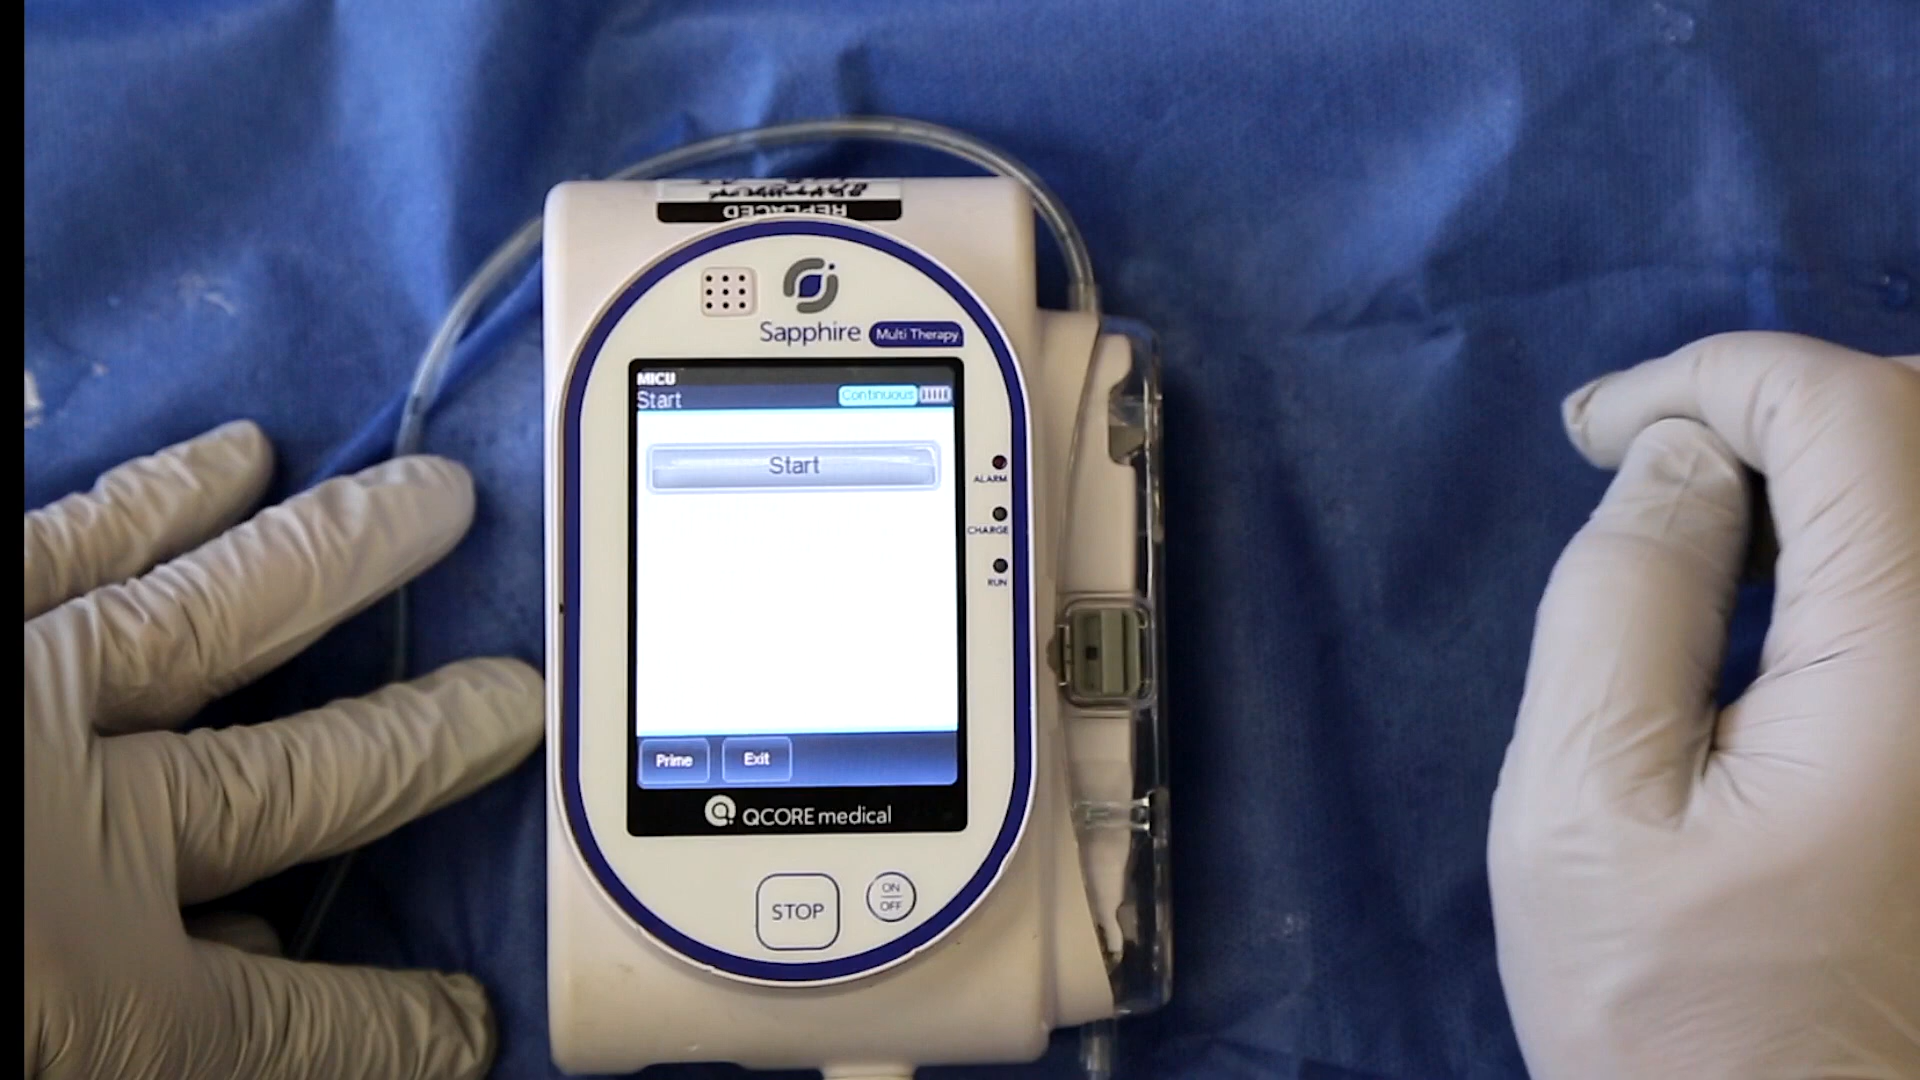 REPLACED
Sapphire Multi Therapy
MICU
Start
Continuous
Start
ALARM
CHARGE
RUN
Prime
Exit
QCORE medical
STOP
ON
OFF